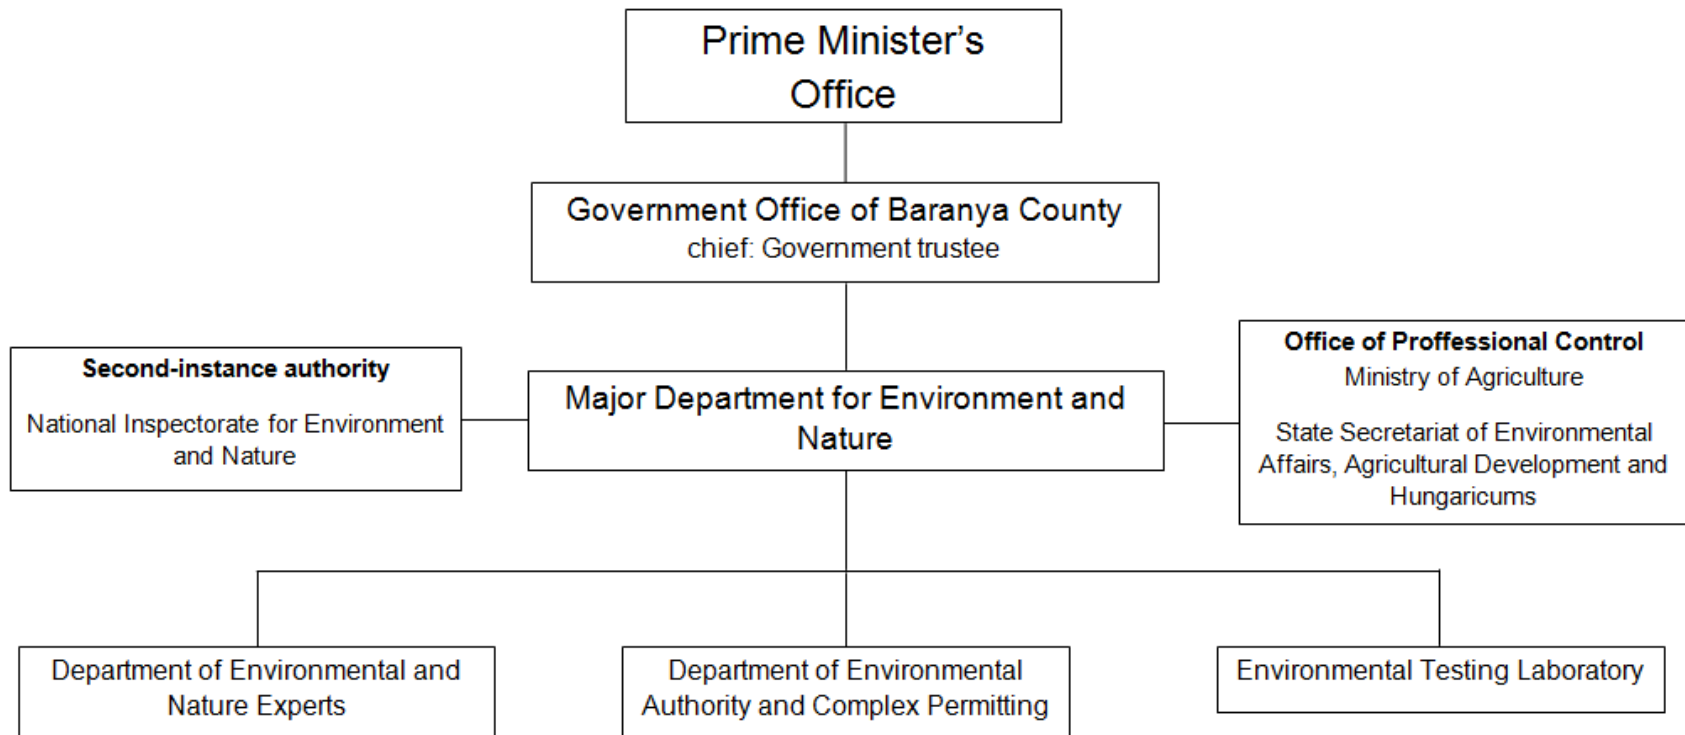 Prime Minister’s
Office
Government Office of Baranya County
chief: Government trustee
Second-instance authority
National Inspectorate for Environment
and Nature
Major Department for Environment and
Nature
Office of Proffessional Control
Ministry of Agriculture
State Secretariat of Environmental
Affairs, Agricultural Development and
Hungaricums
Department of Environmental and
Nature Experts
Department of Environmental
Authority and Complex Permitting
Environmental Testing Laboratory